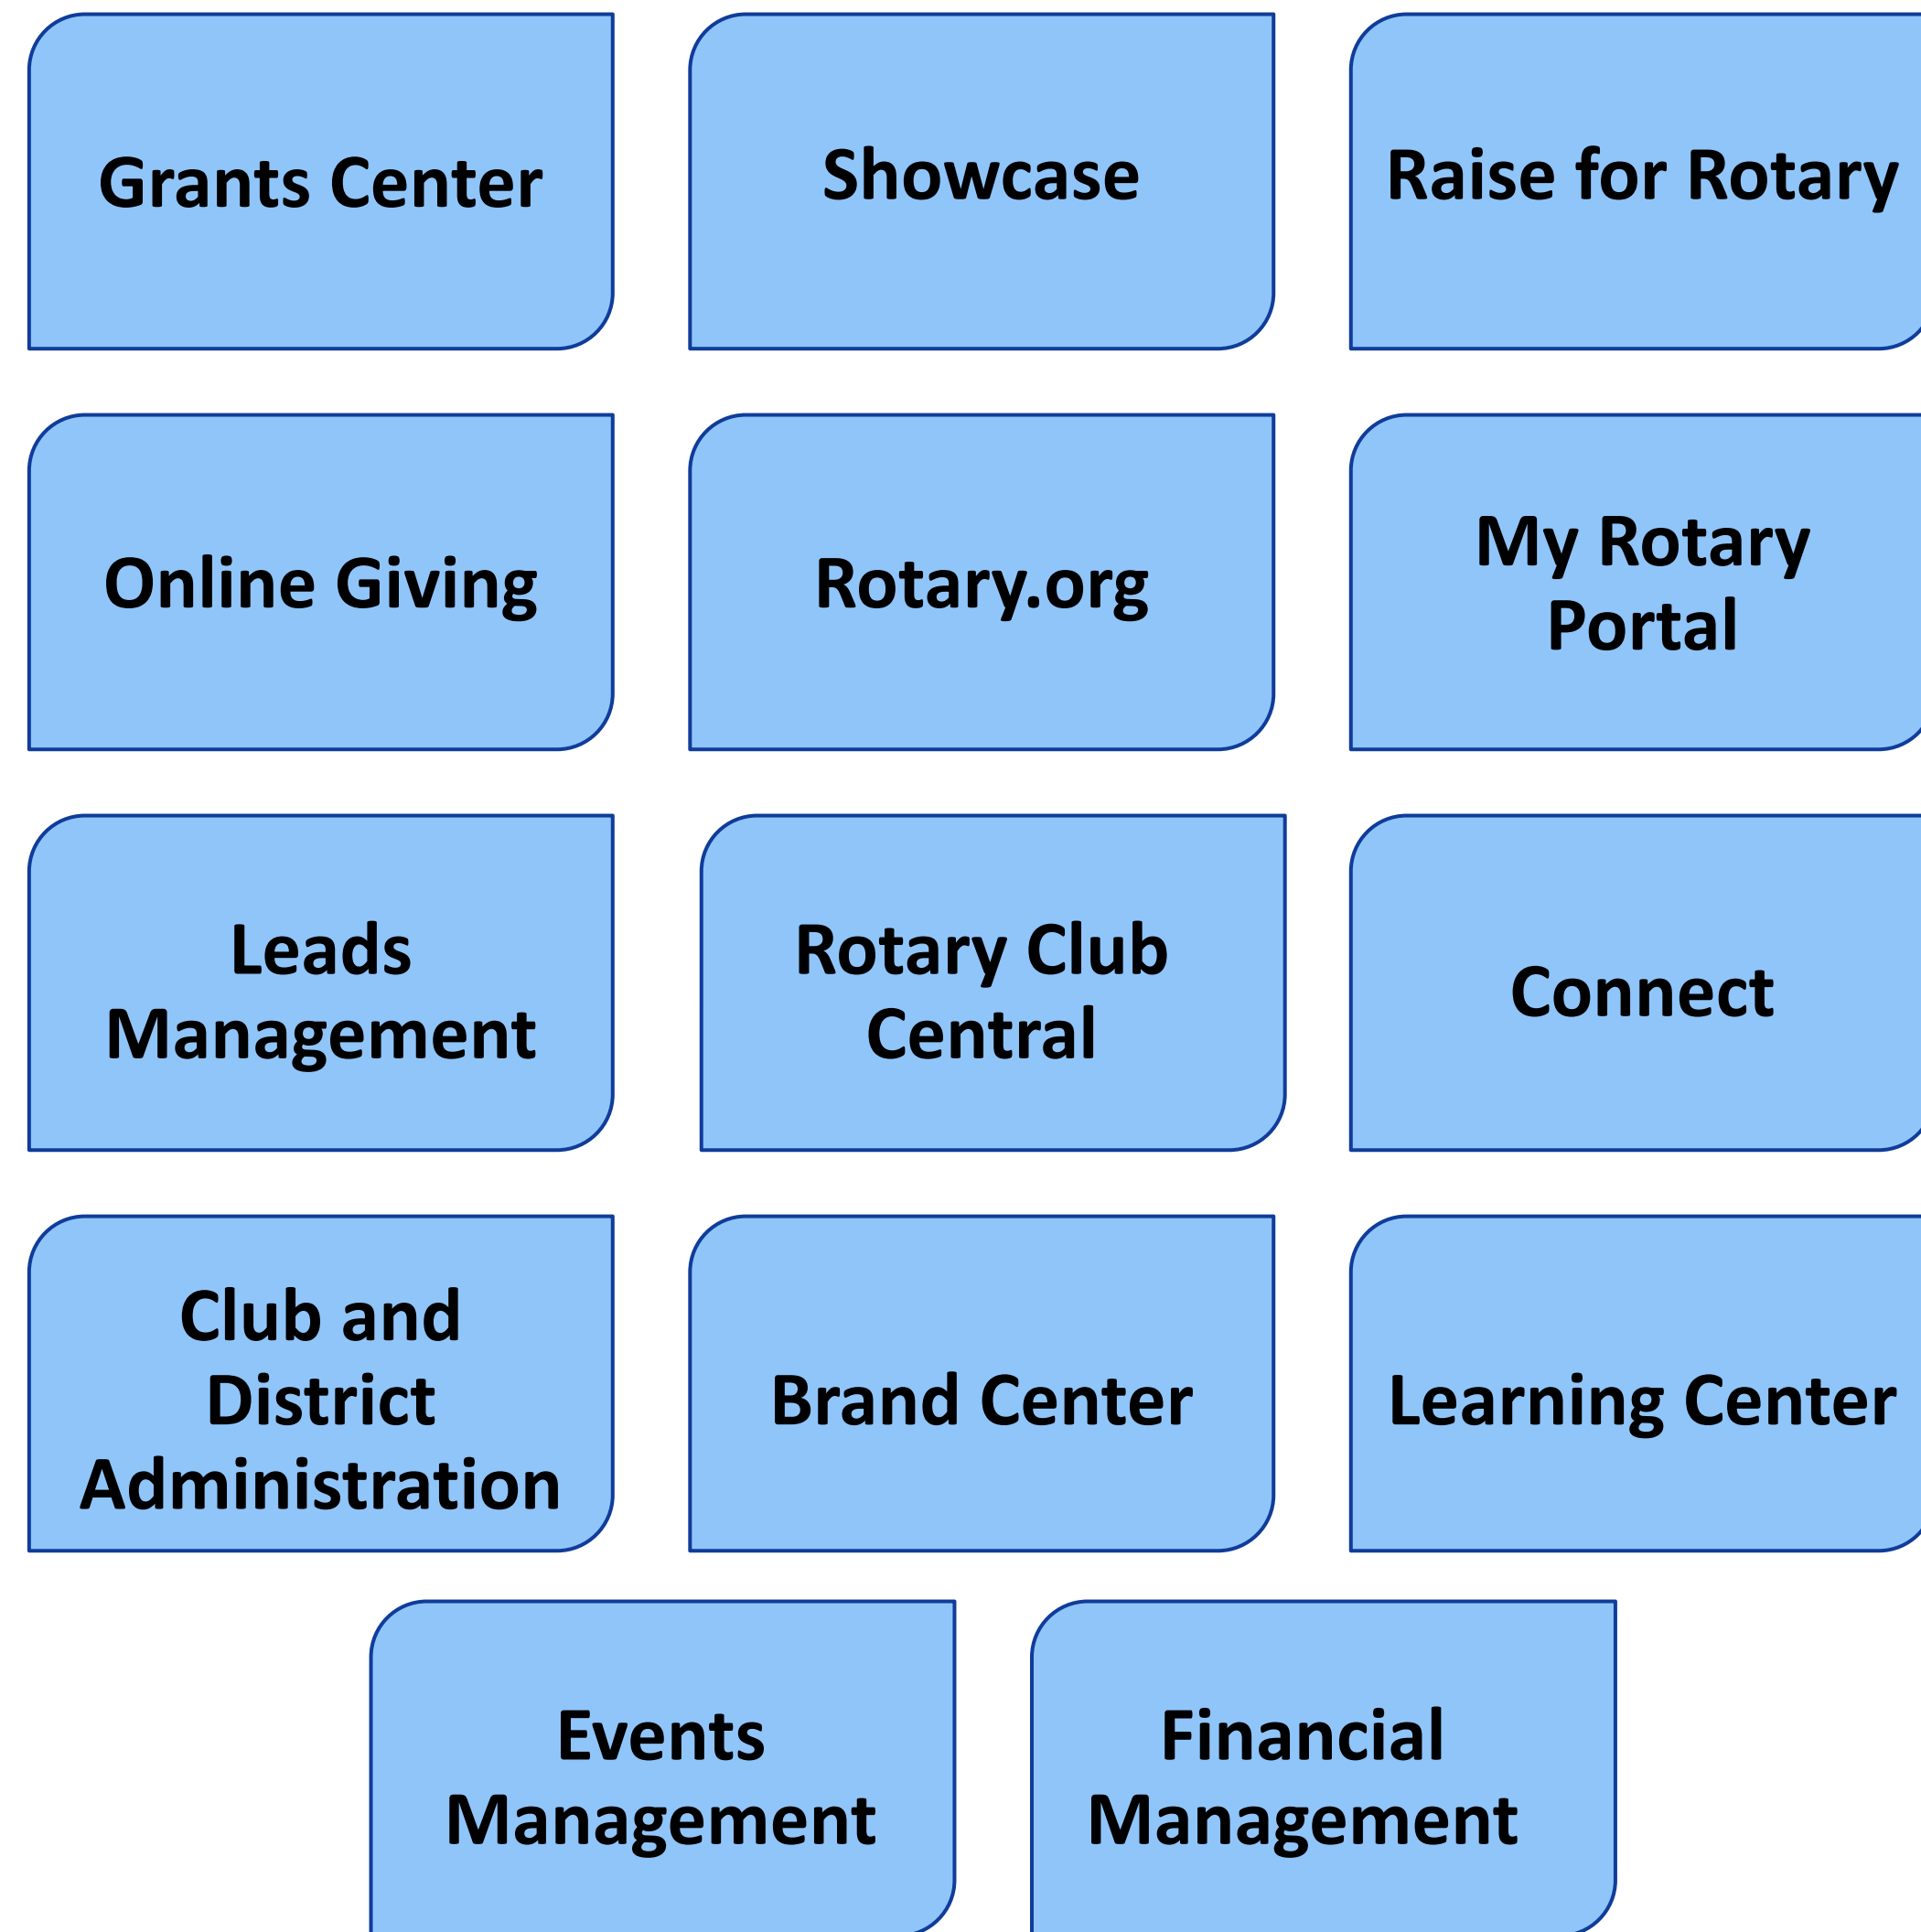 Grants Center
Showcase
Raise for Rotary
Online Giving
Rotary.org
My Rotary
Portal
Leads
Management
Rotary Club
Central
Connect
Club and
District
Administration
Brand Center
Learning Center
Events
Management
Financial
Management